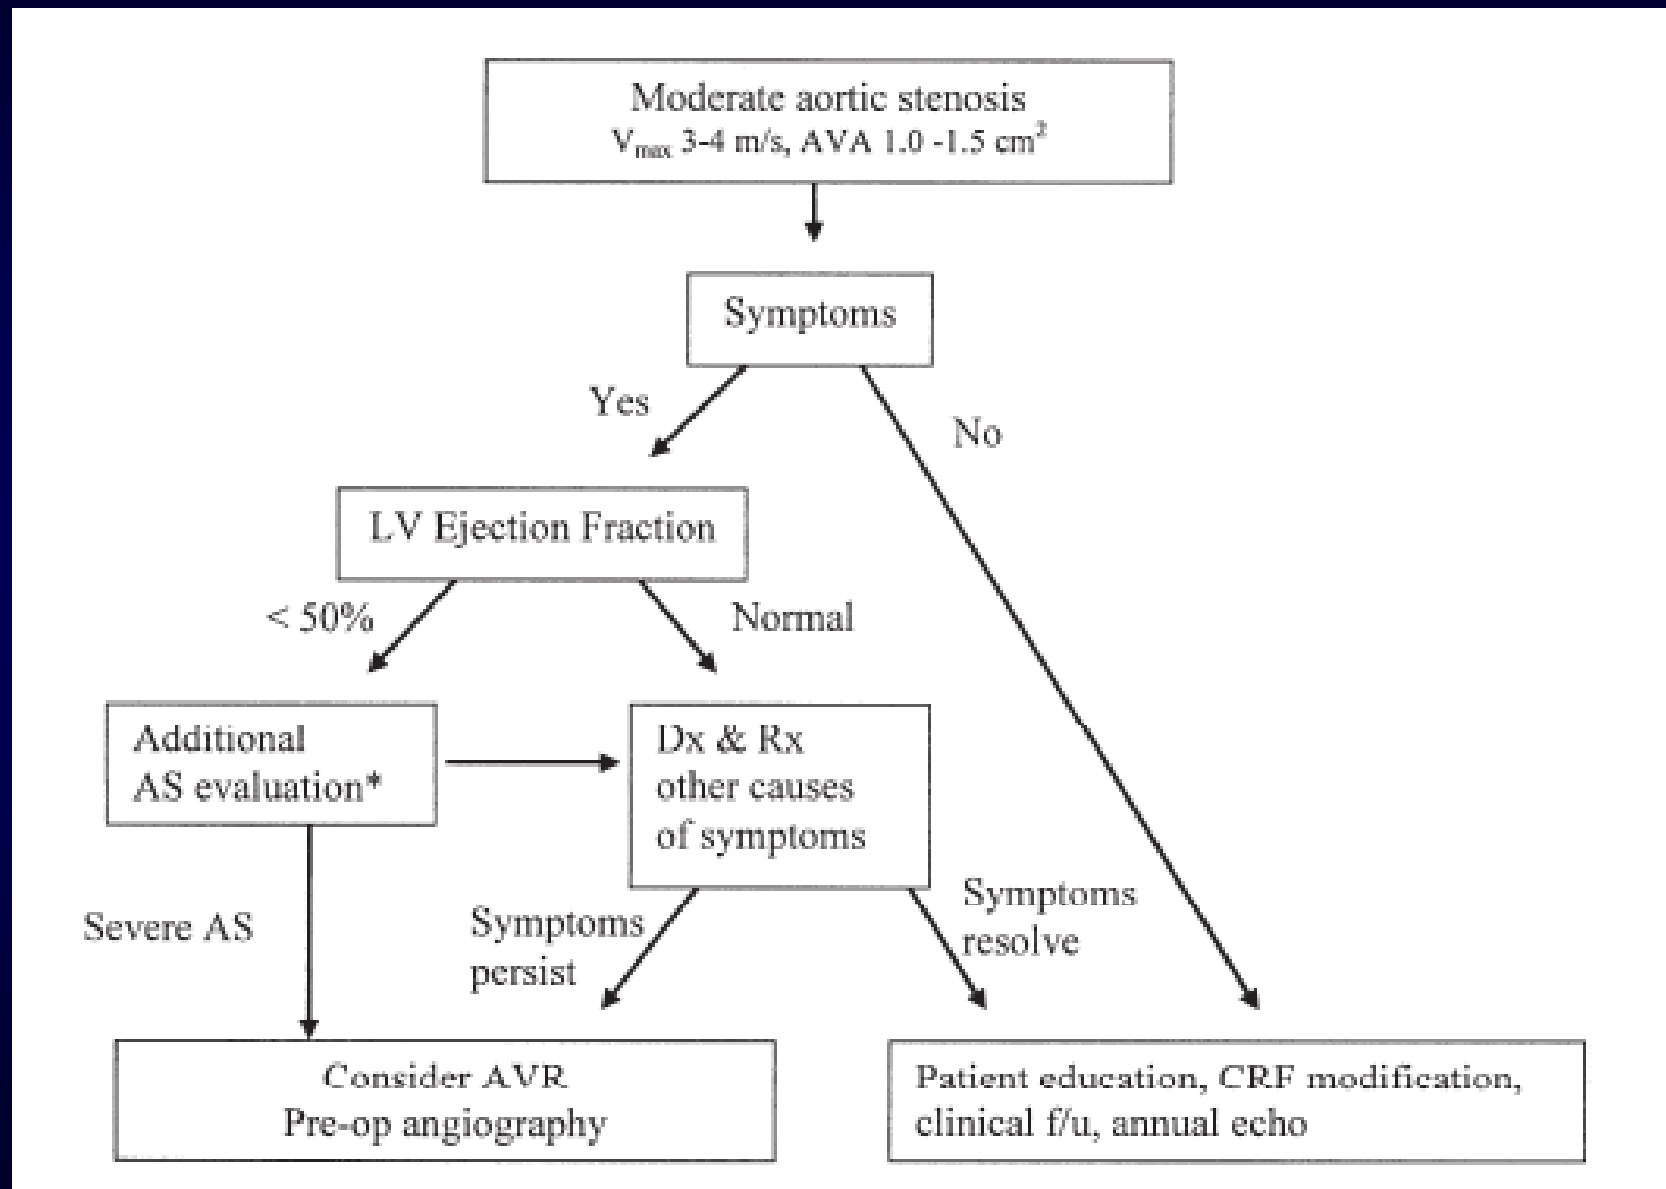 Moderate aortic stenosis
Vmax 3-4 m/s, AVA 1.0 -1.5 cm²
Symptoms
Yes
No
LV Ejection Fraction
< 50%
Normal
Additional
AS evaluation*
Dx & Rx
other causes
of symptoms
Severe AS
Symptoms
persist
Symptoms
resolve
Consider AVR
Pre-op angiography
Patient education, CRF modification,
clinical f/u, annual echo